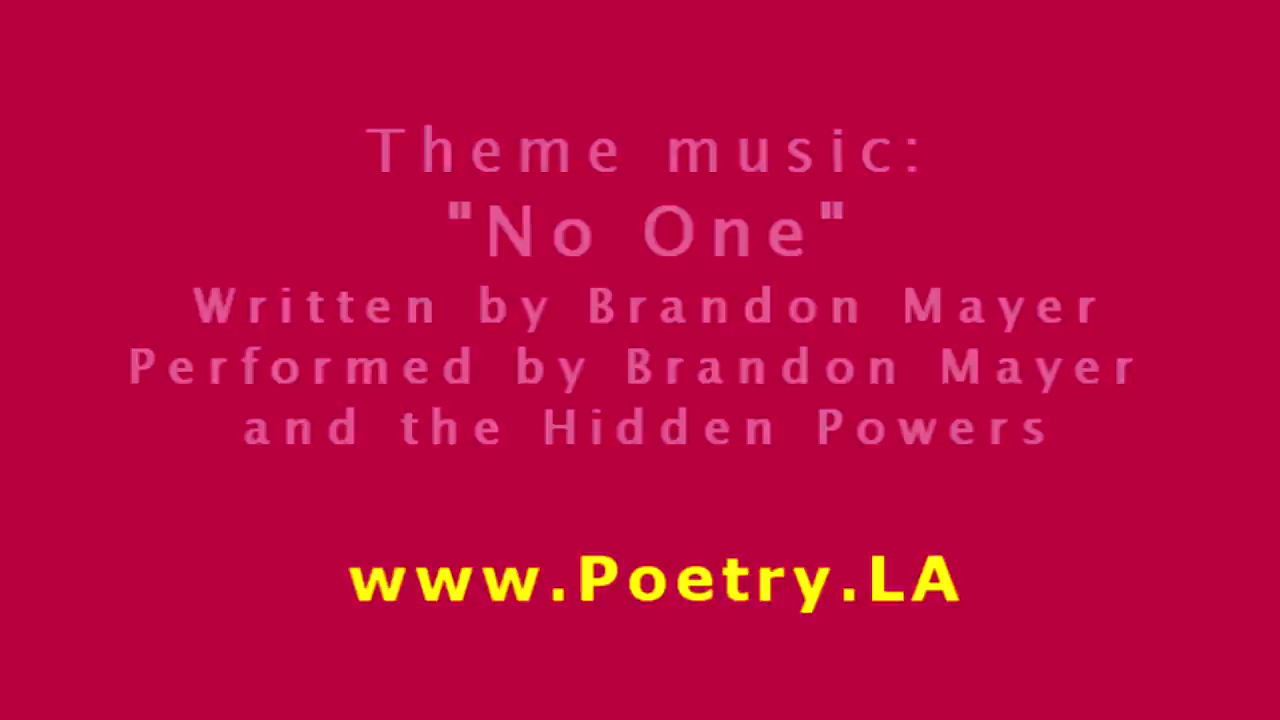 Theme music:
"No One"
Written by Brandon Mayer
Performed by Brandon Mayer
and the Hidden Powers
www.Poetry.LA